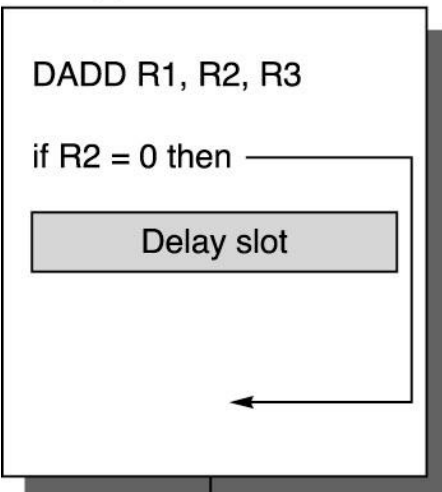 DADD R1, R2, R3
if R2 = 0 then
Delay slot